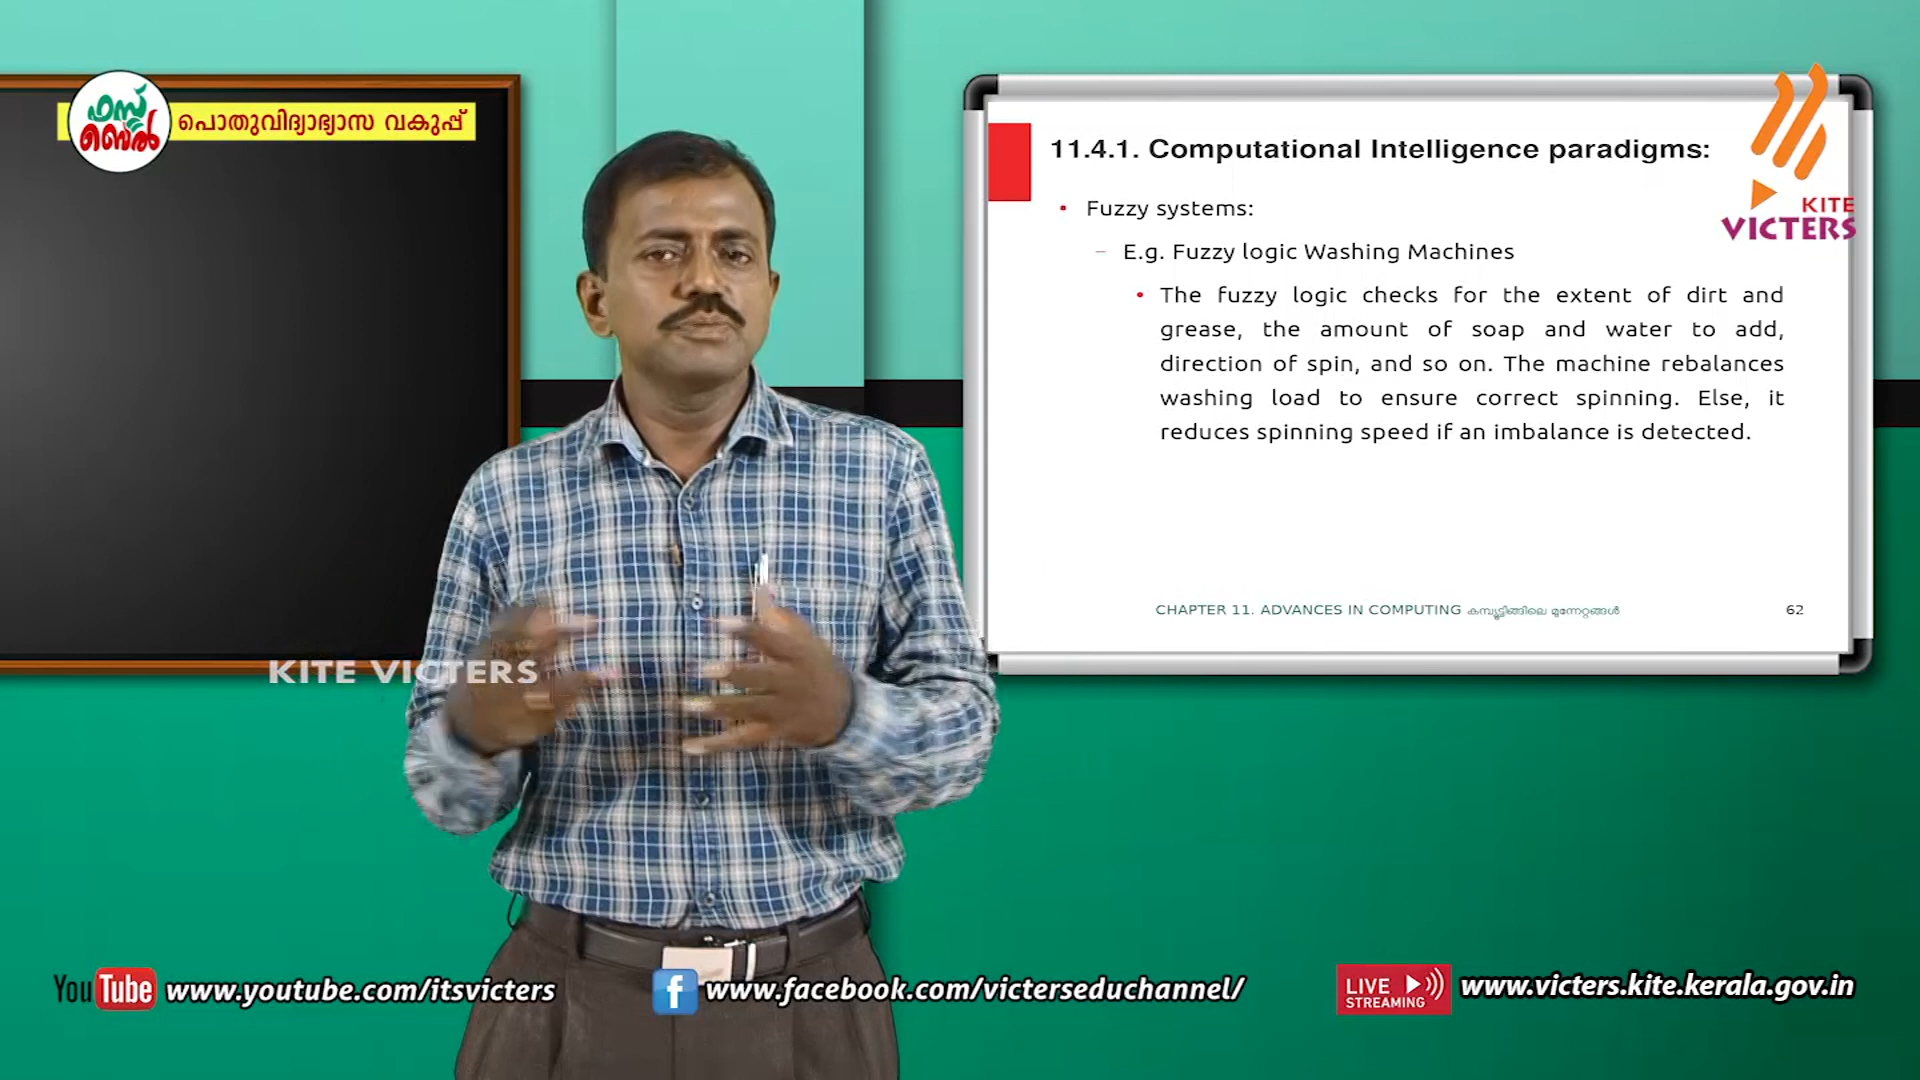 ഫസ്റ്റ്
ബെൽ
പൊതുവിദ്യാഭ്യാസ വകുപ്പ്
11.4.1. Computational Intelligence paradigms:
KITE
VICTERS
• Fuzzy systems:
– E.g. Fuzzy logic Washing Machines
• The fuzzy logic checks for the extent of dirt and
grease, the amount of soap and water to add,
direction of spin, and so on. The machine rebalances
washing load to ensure correct spinning. Else, it
reduces spinning speed if an imbalance is detected.
CHAPTER 11. ADVANCES IN COMPUTING കമ്പ്യൂട്ടിങ്ങിലെ മുന്നേറ്റങ്ങൾ 62
KITE VICTERS
YouTube www.youtube.com/itsvicters
f www.facebook.com/victerseduchannel/
LIVE
STREAMING
www.victers.kite.kerala.gov.in